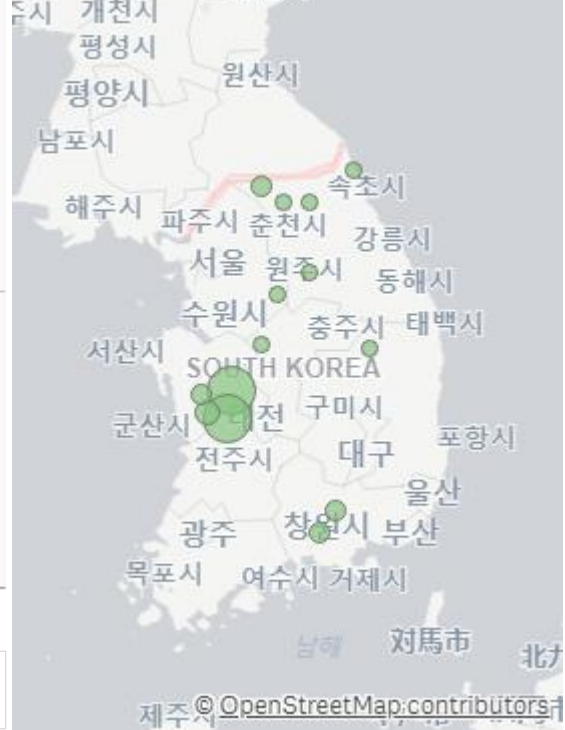 개천시
평성시
원산시
평양시
남포시
해주시
속초시
파주시 춘천시
강릉시
서울 원주시
동해시
수원시
충주시 태백시
서산시
SOUTH KOREA
구미시
군산시
포항시
전주시
대구
울산
광주
창원시 부산
목포시
여수시 거제시
남해
対馬市
© OpenStreetMap contributors